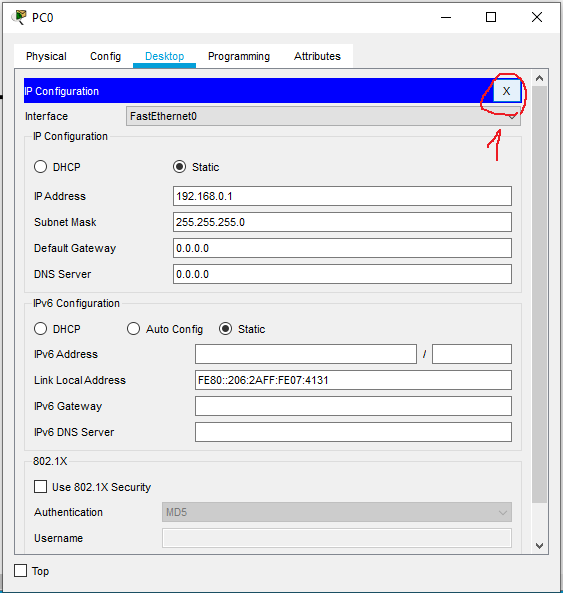 PC0
Physical Config Desktop Programming Attributes
IP Configuration X
Interface FastEthernet0
1
IP Configuration
DHCP Static
IP Address 192.168.0.1
Subnet Mask 255.255.255.0
Default Gateway 0.0.0.0
DNS Server 0.0.0.0
IPv6 Configuration
DHCP Auto Config Static
IPv6 Address /
Link Local Address FE80::206:2AFF:FE07:4131
IPv6 Gateway
IPv6 DNS Server
802.1X
Use 802.1X Security
Authentication MD5
Username
Top